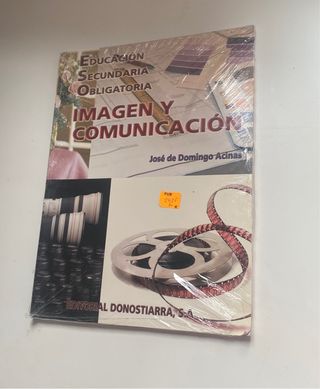 EDUCACIÓN
SECUNDARIA
OBLIGATORIA
IMAGEN Y
COMUNICACIÓN
José de Domingo Acinas
EDITORIAL DONOSTIARRA, S.A.